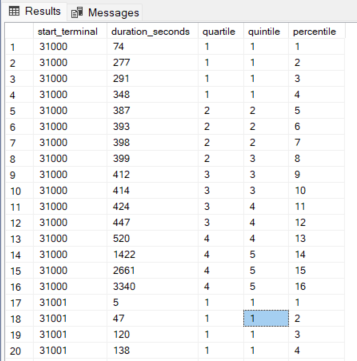 Results Messages
start_terminal duration_seconds quartile quintile percentile
1 31000 74 1 1 1
2 31000 277 1 1 2
3 31000 291 1 1 3
4 31000 348 1 1 4
5 31000 387 2 2 5
6 31000 393 2 2 6
7 31000 398 2 2 7
8 31000 399 2 3 8
9 31000 412 3 3 9
10 31000 414 3 3 10
11 31000 424 3 4 11
12 31000 447 3 4 12
13 31000 520 4 4 13
14 31000 1422 4 5 14
15 31000 2661 4 5 15
16 31000 3340 4 5 16
17 31001 5 1 1 1
18 31001 47 1 1 2
19 31001 120 1 1 3
20 31001 138 1 1 4